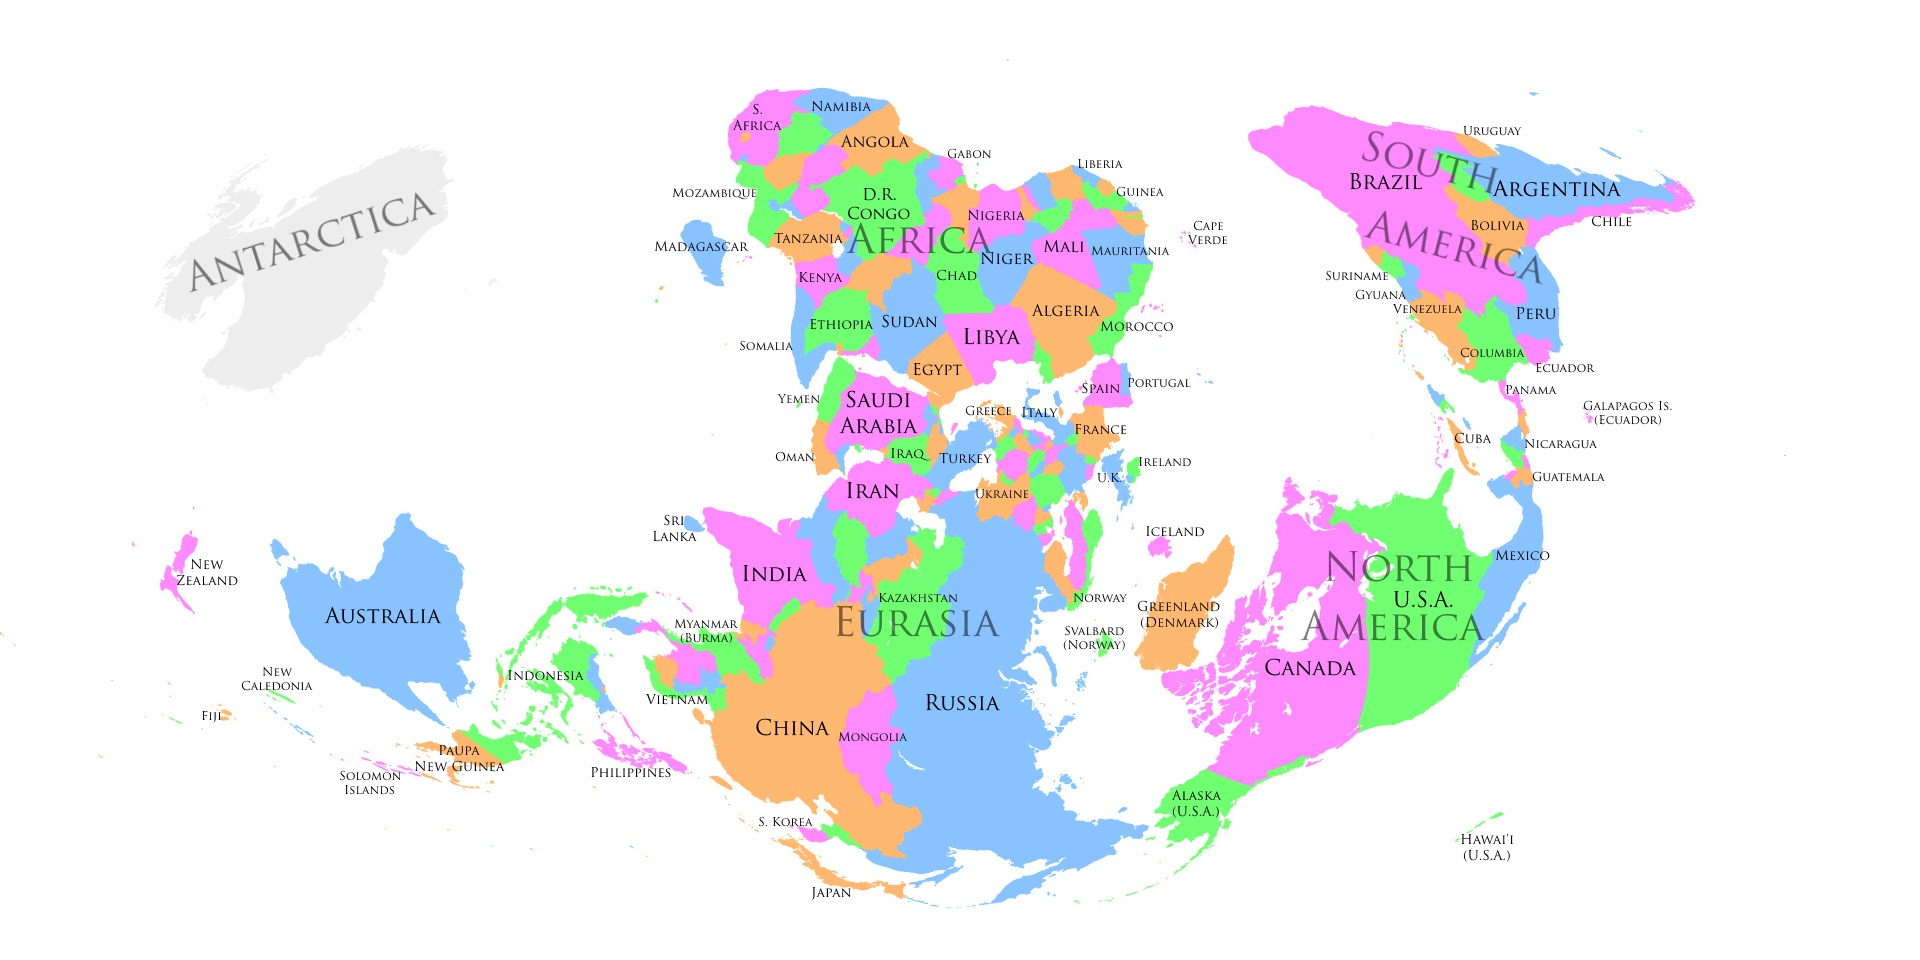 Antarctica
S.
Africa
Namibia
Angola
Gabon
Liberia
Mozambique
D.R.
Congo
Nigeria
Guinea
Madagascar
Tanzania
Africa
Niger
Mali
Mauritania
Cape
Verde
Kenya
Chad
Ethiopia
Sudan
Libya
Algeria
Morocco
Somalia
Egypt
Yemen
Saudi
Arabia
Spain
Portugal
Greece
Italy
France
Oman
Iraq
Turkey
Ireland
U.K.
Iran
Ukraine
Sri
Lanka
Iceland
India
Kazakhstan
Norway
Greenland
(Denmark)
Eurasia
Svalbard
(Norway)
Myanmar
(Burma)
Vietnam
Russia
China
Mongolia
S. Korea
Japan
New
Zealand
Australia
New
Caledonia
Fiji
Indonesia
Paupa
New Guinea
Solomon
Islands
Philippines
South
America
Uruguay
Brazil
Argentina
Chile
Bolivia
Suriname
Gyuana
Venezuela
Peru
Columbia
Ecuador
Panama
Galapagos Is.
(Ecuador)
Cuba
Nicaragua
Guatemala
Mexico
North
America
U.S.A.
Canada
Alaska
(U.S.A.)
Hawai'i
(U.S.A.)